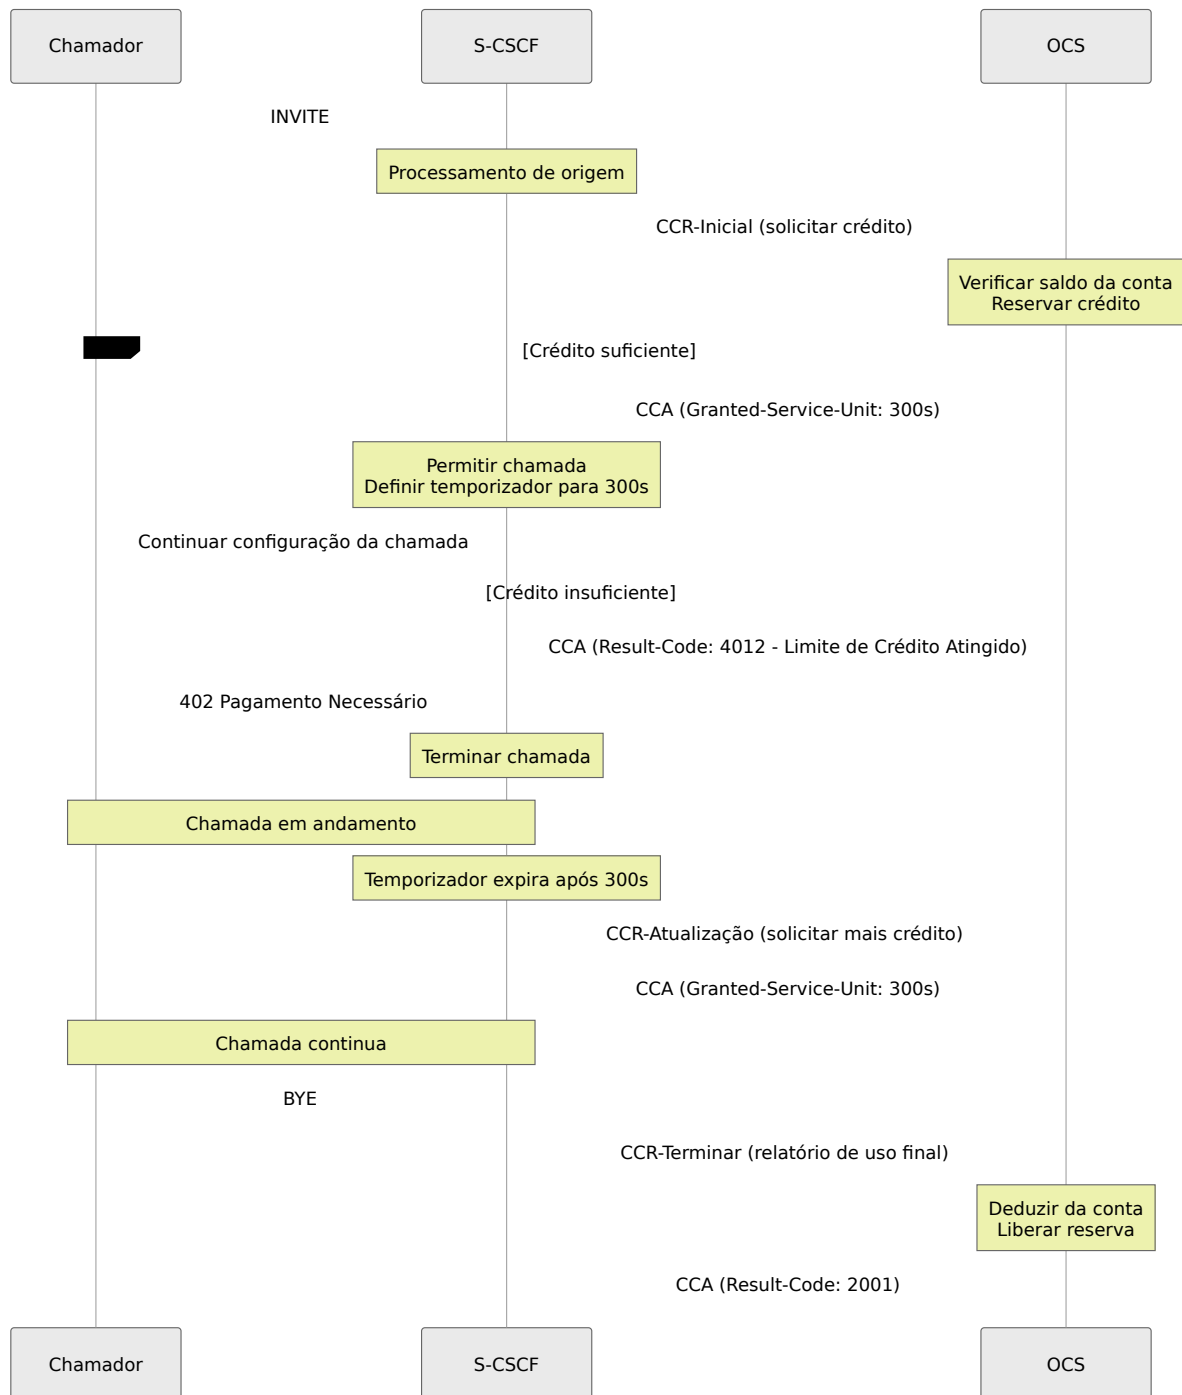 Chamador
S-CSCF
OCS
INVITE
Processamento de origem
CCR-Inicial (solicitar crédito)
Verificar saldo da conta
Reservar crédito
[Crédito suficiente]
CCA (Granted-Service-Unit: 300s)
Permitir chamada
Definir temporizador para 300s
Continuar configuração da chamada
[Crédito insuficiente]
CCA (Result-Code: 4012 - Limite de Crédito Atingido)
402 Pagamento Necessário
Terminar chamada
Chamada em andamento
Temporizador expira após 300s
CCR-Atualização (solicitar mais crédito)
CCA (Granted-Service-Unit: 300s)
Chamada continua
BYE
CCR-Terminar (relatório de uso final)
Deduzir da conta
Liberar reserva
CCA (Result-Code: 2001)
Chamador
S-CSCF
OCS